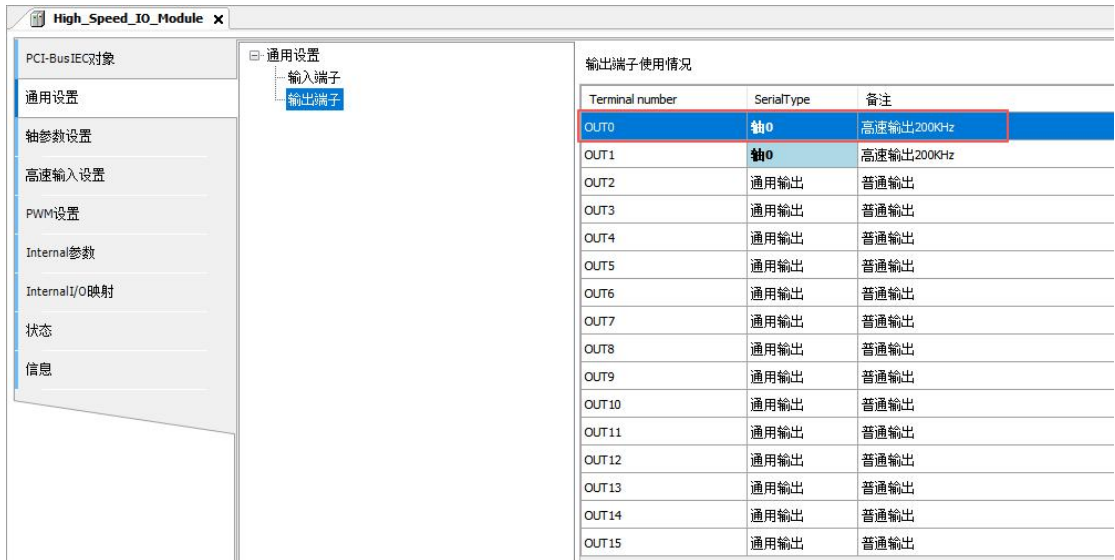 High_Speed_IO_Module X
PCI-BusIEC对象
通用设置
轴参数设置
高速输入设置
PWM设置
Internal参数
InternalI/O映射
状态
信息
通用设置
输入端子
输出端子
输出端子使用情况
Terminal number SerialType 备注
OUT0 轴0 高速输出200KHz
OUT1 轴0 高速输出200KHz
OUT2 通用输出 普通输出
OUT3 通用输出 普通输出
OUT4 通用输出 普通输出
OUT5 通用输出 普通输出
OUT6 通用输出 普通输出
OUT7 通用输出 普通输出
OUT8 通用输出 普通输出
OUT9 通用输出 普通输出
OUT10 通用输出 普通输出
OUT11 通用输出 普通输出
OUT12 通用输出 普通输出
OUT13 通用输出 普通输出
OUT14 通用输出 普通输出
OUT15 通用输出 普通输出